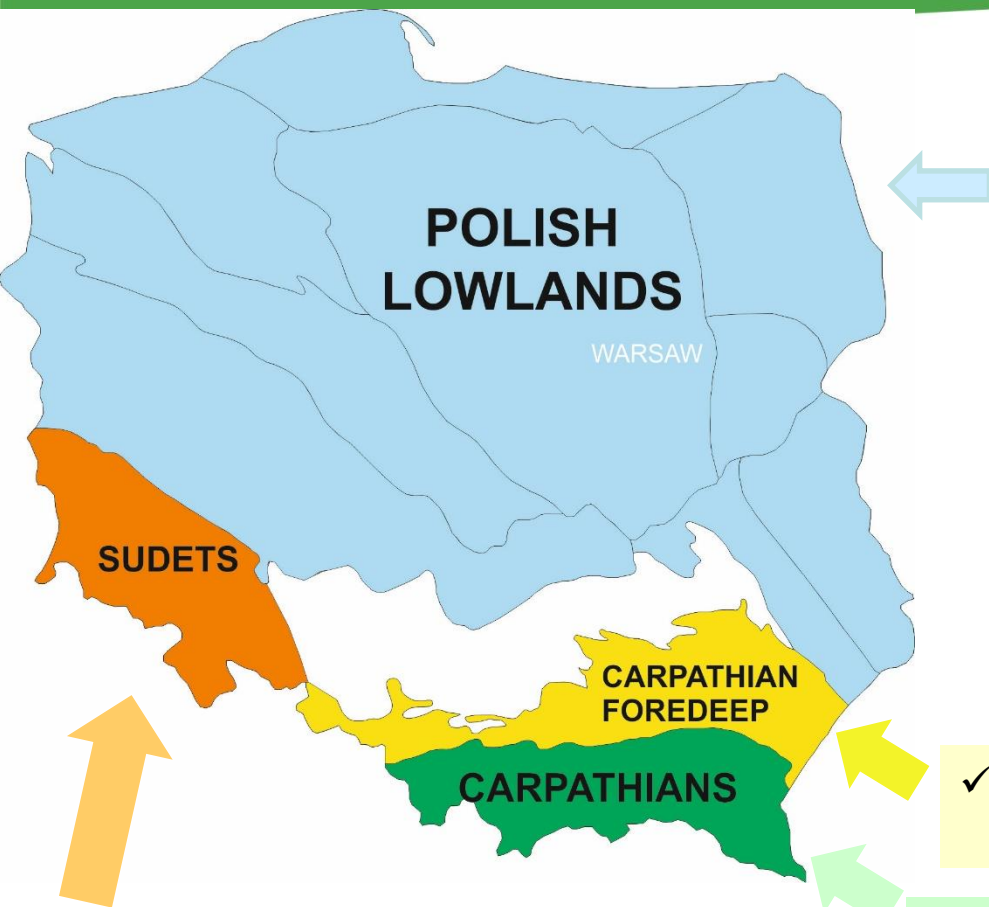 POLISH
LOWLANDS
WARSAW
SUDETS
CARPATHIAN
FOREDEEP
CARPATHIANS
✓